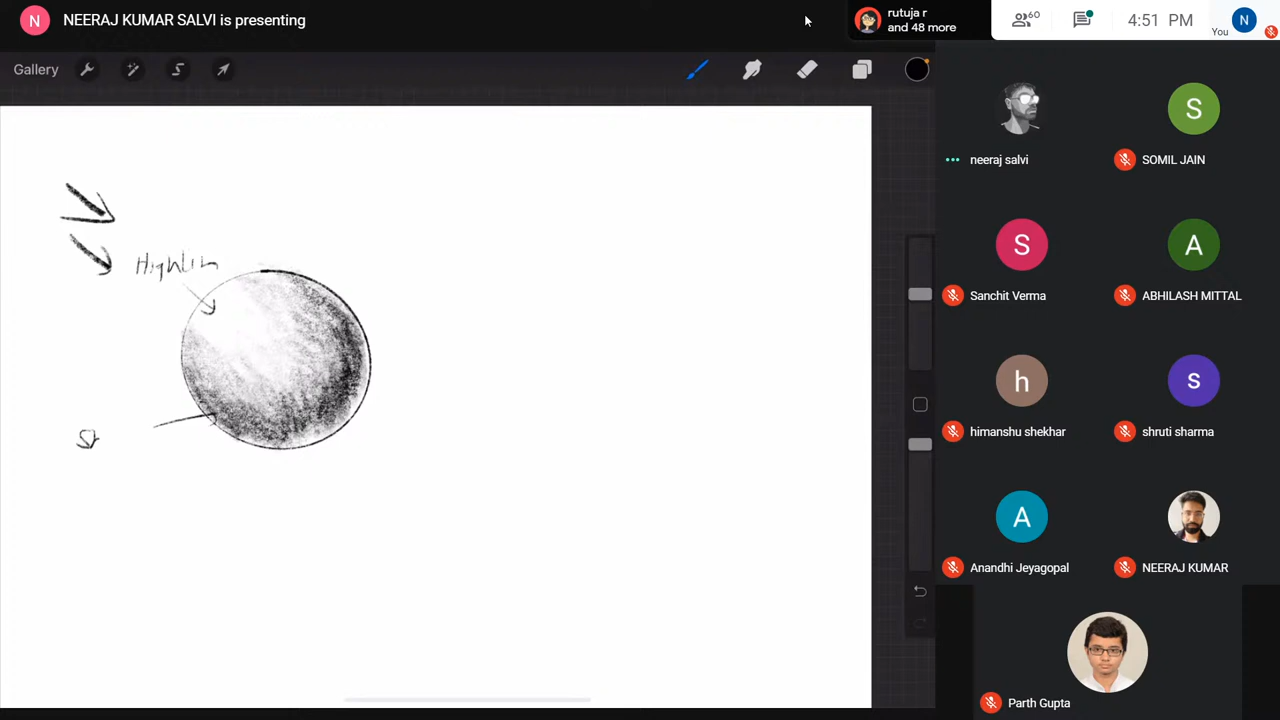 N NEERAJ KUMAR SALVI is presenting
rutuja r
and 48 more
60
4:51 PM
You
N
Gallery
neeraj salvi
S
SOMIL JAIN
S
Sanchit Verma
A
ABHILASH MITTAL
h
himanshu shekhar
s
shruti sharma
A
Anandhi Jeyagopal
NEERAJ KUMAR
Parth Gupta